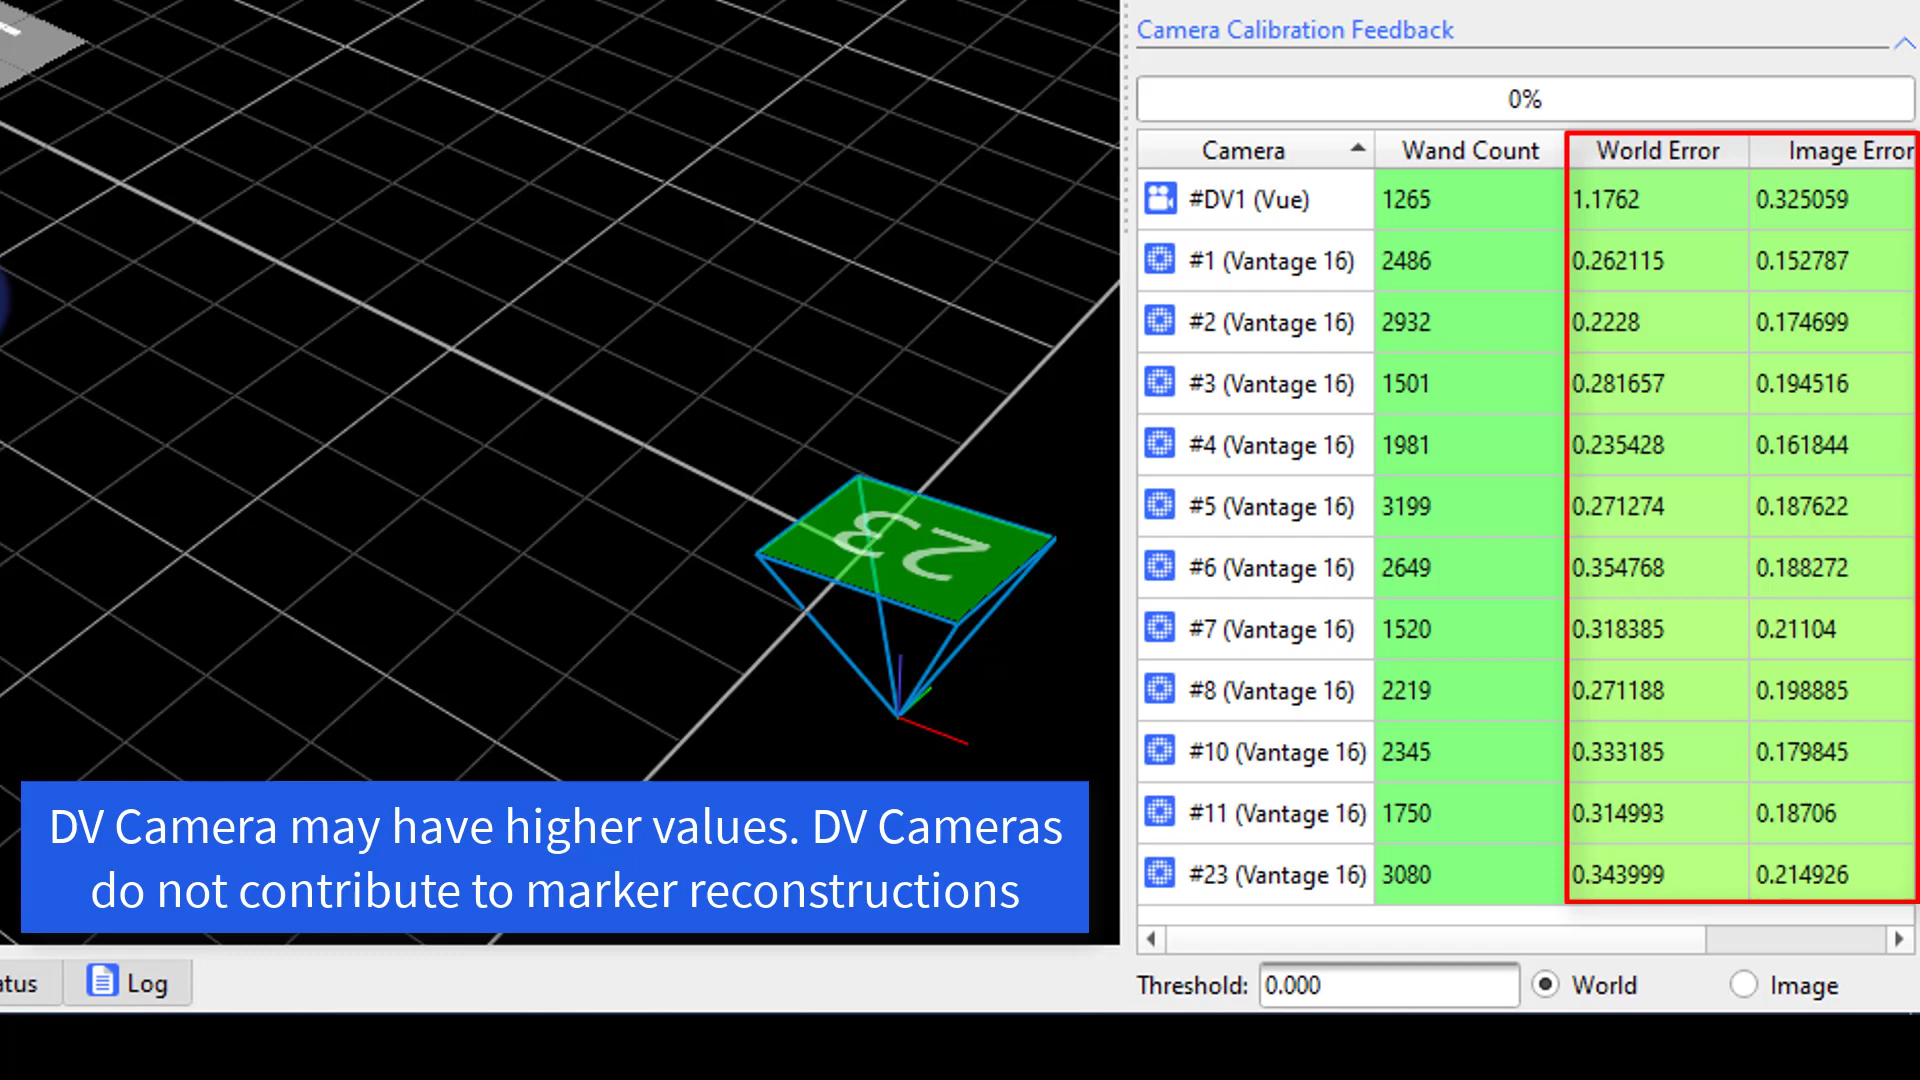 Camera Calibration Feedback
0%
Camera Wand Count World Error Image Error
#DV1 (Vue) 1265 1.1762 0.325059
#1 (Vantage 16) 2486 0.262115 0.152787
#2 (Vantage 16) 2932 0.2228 0.174699
#3 (Vantage 16) 1501 0.281657 0.194516
#4 (Vantage 16) 1981 0.235428 0.161844
#5 (Vantage 16) 3199 0.271274 0.187622
#6 (Vantage 16) 2649 0.354768 0.188272
#7 (Vantage 16) 1520 0.318385 0.21104
#8 (Vantage 16) 2219 0.271188 0.198885
#10 (Vantage 16) 2345 0.333185 0.179845
#11 (Vantage 16) 1750 0.314993 0.18706
#23 (Vantage 16) 3080 0.343999 0.214926
23
DV Camera may have higher values. DV Cameras
do not contribute to marker reconstructions
atus Log
Threshold: 0.000 World Image